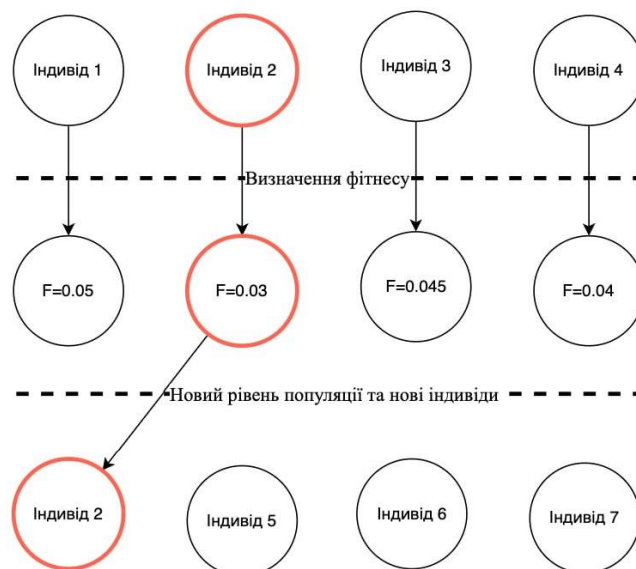 Індивід 1
Індивід 2
Індивід 3
Індивід 4
Визначення фітнесу
F=0.05
F=0.03
F=0.045
F=0.04
Новий рівень популяції та нові індивіди
Індивід 2
Індивід 5
Індивід 6
Індивід 7